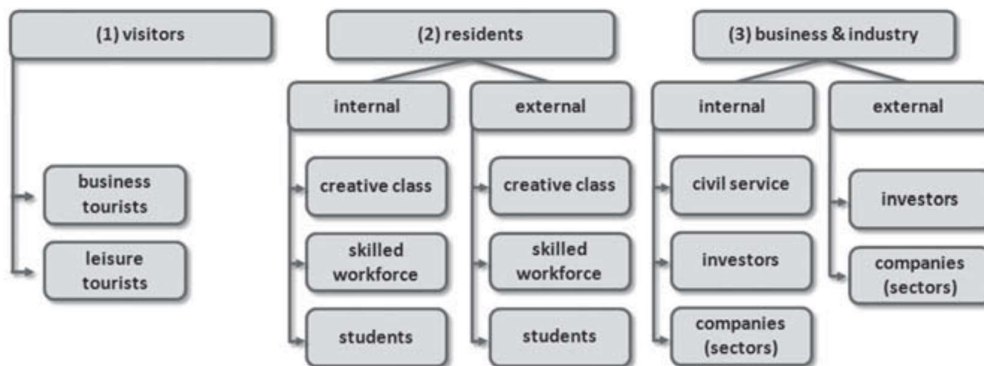 (1) visitors
business
tourists
leisure
tourists
(2) residents
internal
creative class
skilled
workforce
students
external
creative class
skilled
workforce
students
(3) business & industry
internal
civil service
investors
companies
(sectors)
external
investors
companies
(sectors)